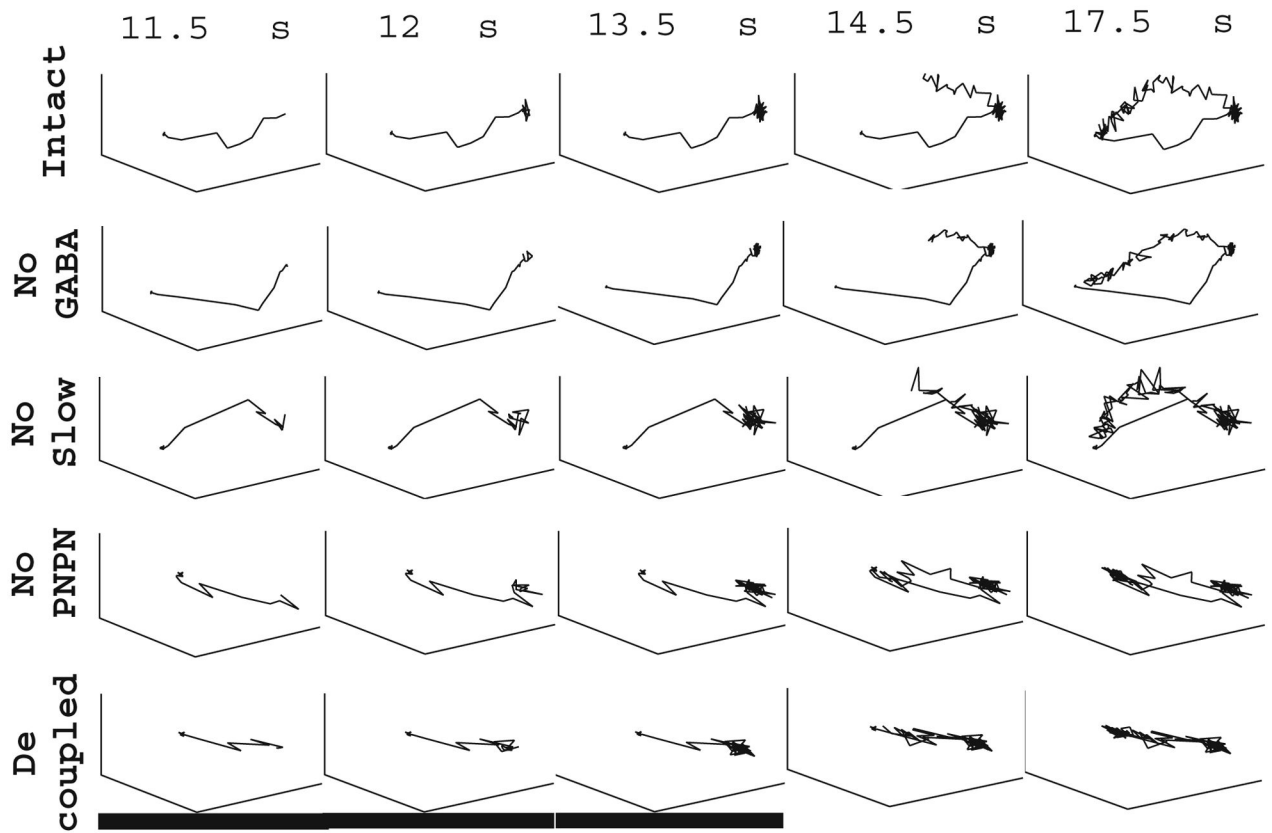 11.5 s 12 s 13.5 s 14.5 s 17.5 s
Intact
No
GABA
No
Slow
No
PNPN
De
coupled